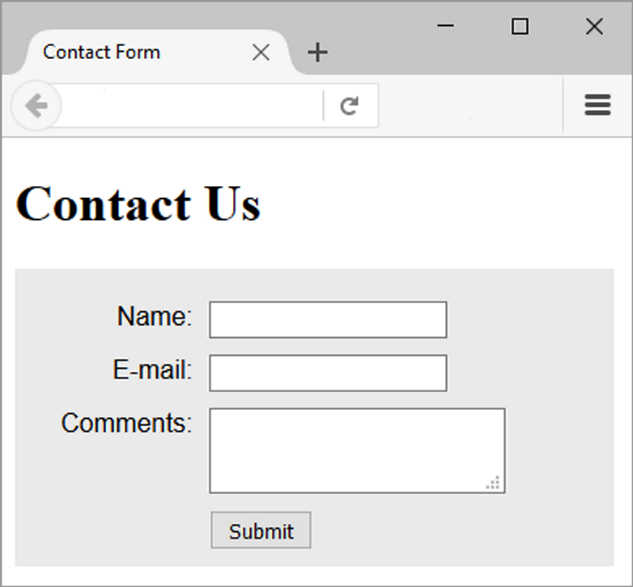 Contact Form
Contact Us
Name:
E-mail:
Comments:
Submit